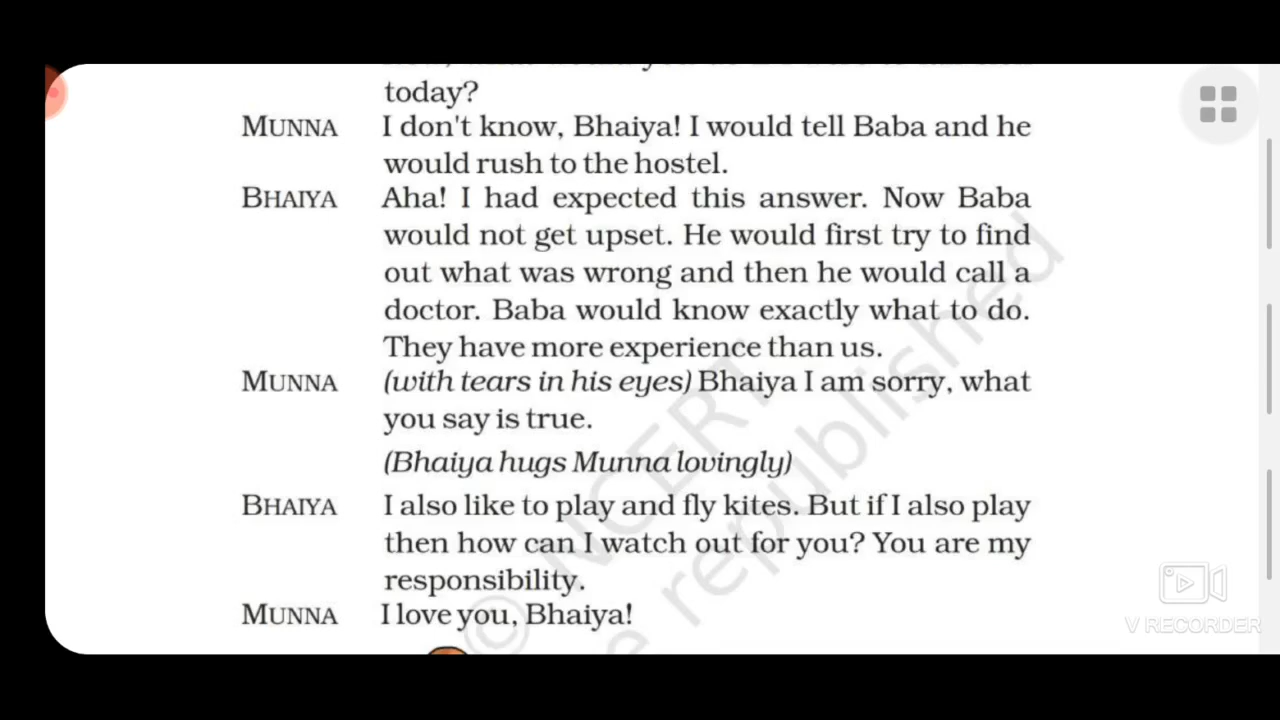 today?
MUNNA I don't know, Bhaiya! I would tell Baba and he
would rush to the hostel.
BHAIYA Aha! I had expected this answer. Now Baba
would not get upset. He would first try to find
out what was wrong and then he would call a
doctor. Baba would know exactly what to do.
They have more experience than us.
MUNNA (with tears in his eyes) Bhaiya I am sorry, what
you say is true.
(Bhaiya hugs Munna lovingly)
BHAIYA I also like to play and fly kites. But if I also play
then how can I watch out for you? You are my
responsibility.
MUNNA I love you, Bhaiya!
© NCERT
republished
V RECORDER